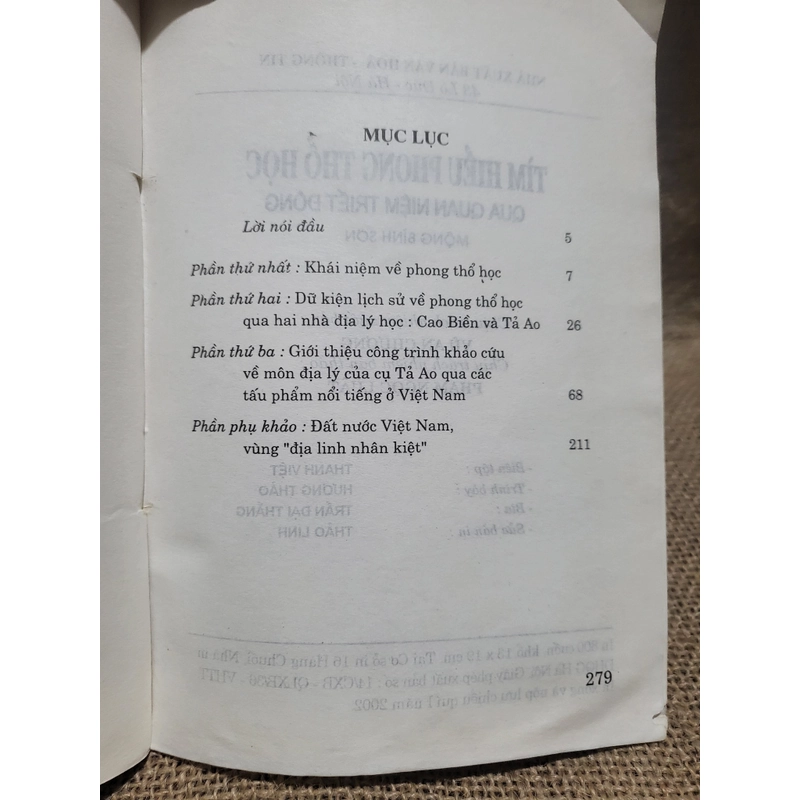 MỤC LỤC
Lời nói đầu 5
Phần thứ nhất : Khái niệm về phong thổ học 7
Phần thứ hai : Dữ kiện lịch sử về phong thổ học
qua hai nhà địa lý học : Cao Biền và Tả Ao 26
Phần thứ ba : Giới thiệu công trình khảo cứu
về môn địa lý của cụ Tả Ao qua các
tấu phẩm nổi tiếng ở Việt Nam 68
Phần phụ khảo : Đất nước Việt Nam,
vùng "địa linh nhân kiệt" 211
279